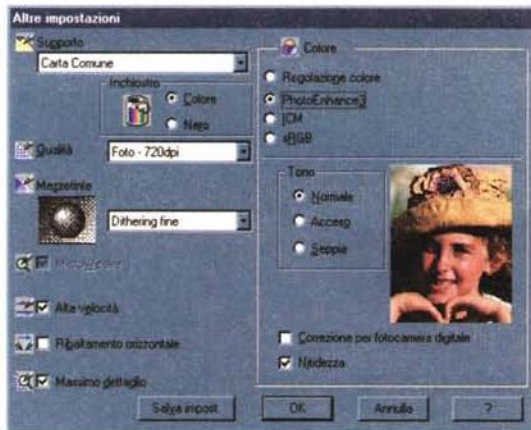 Altre impostazioni
Supporto
Carta Comune
Inchiostro
Colore
Nero
Qualità
Foto - 720dpi
Mezzetinte
Dithering fine
Alta velocità
Ribaltamento orizzontale
Massimo dettaglio
Salva impost.
Colore
Regolazione colore
PhotoEnhance3
ICM
sRGB
Tono
Normale
Acceso
Seppia
Correzione per fotocamera digitale
Nitidezza
OK
Annulla
?